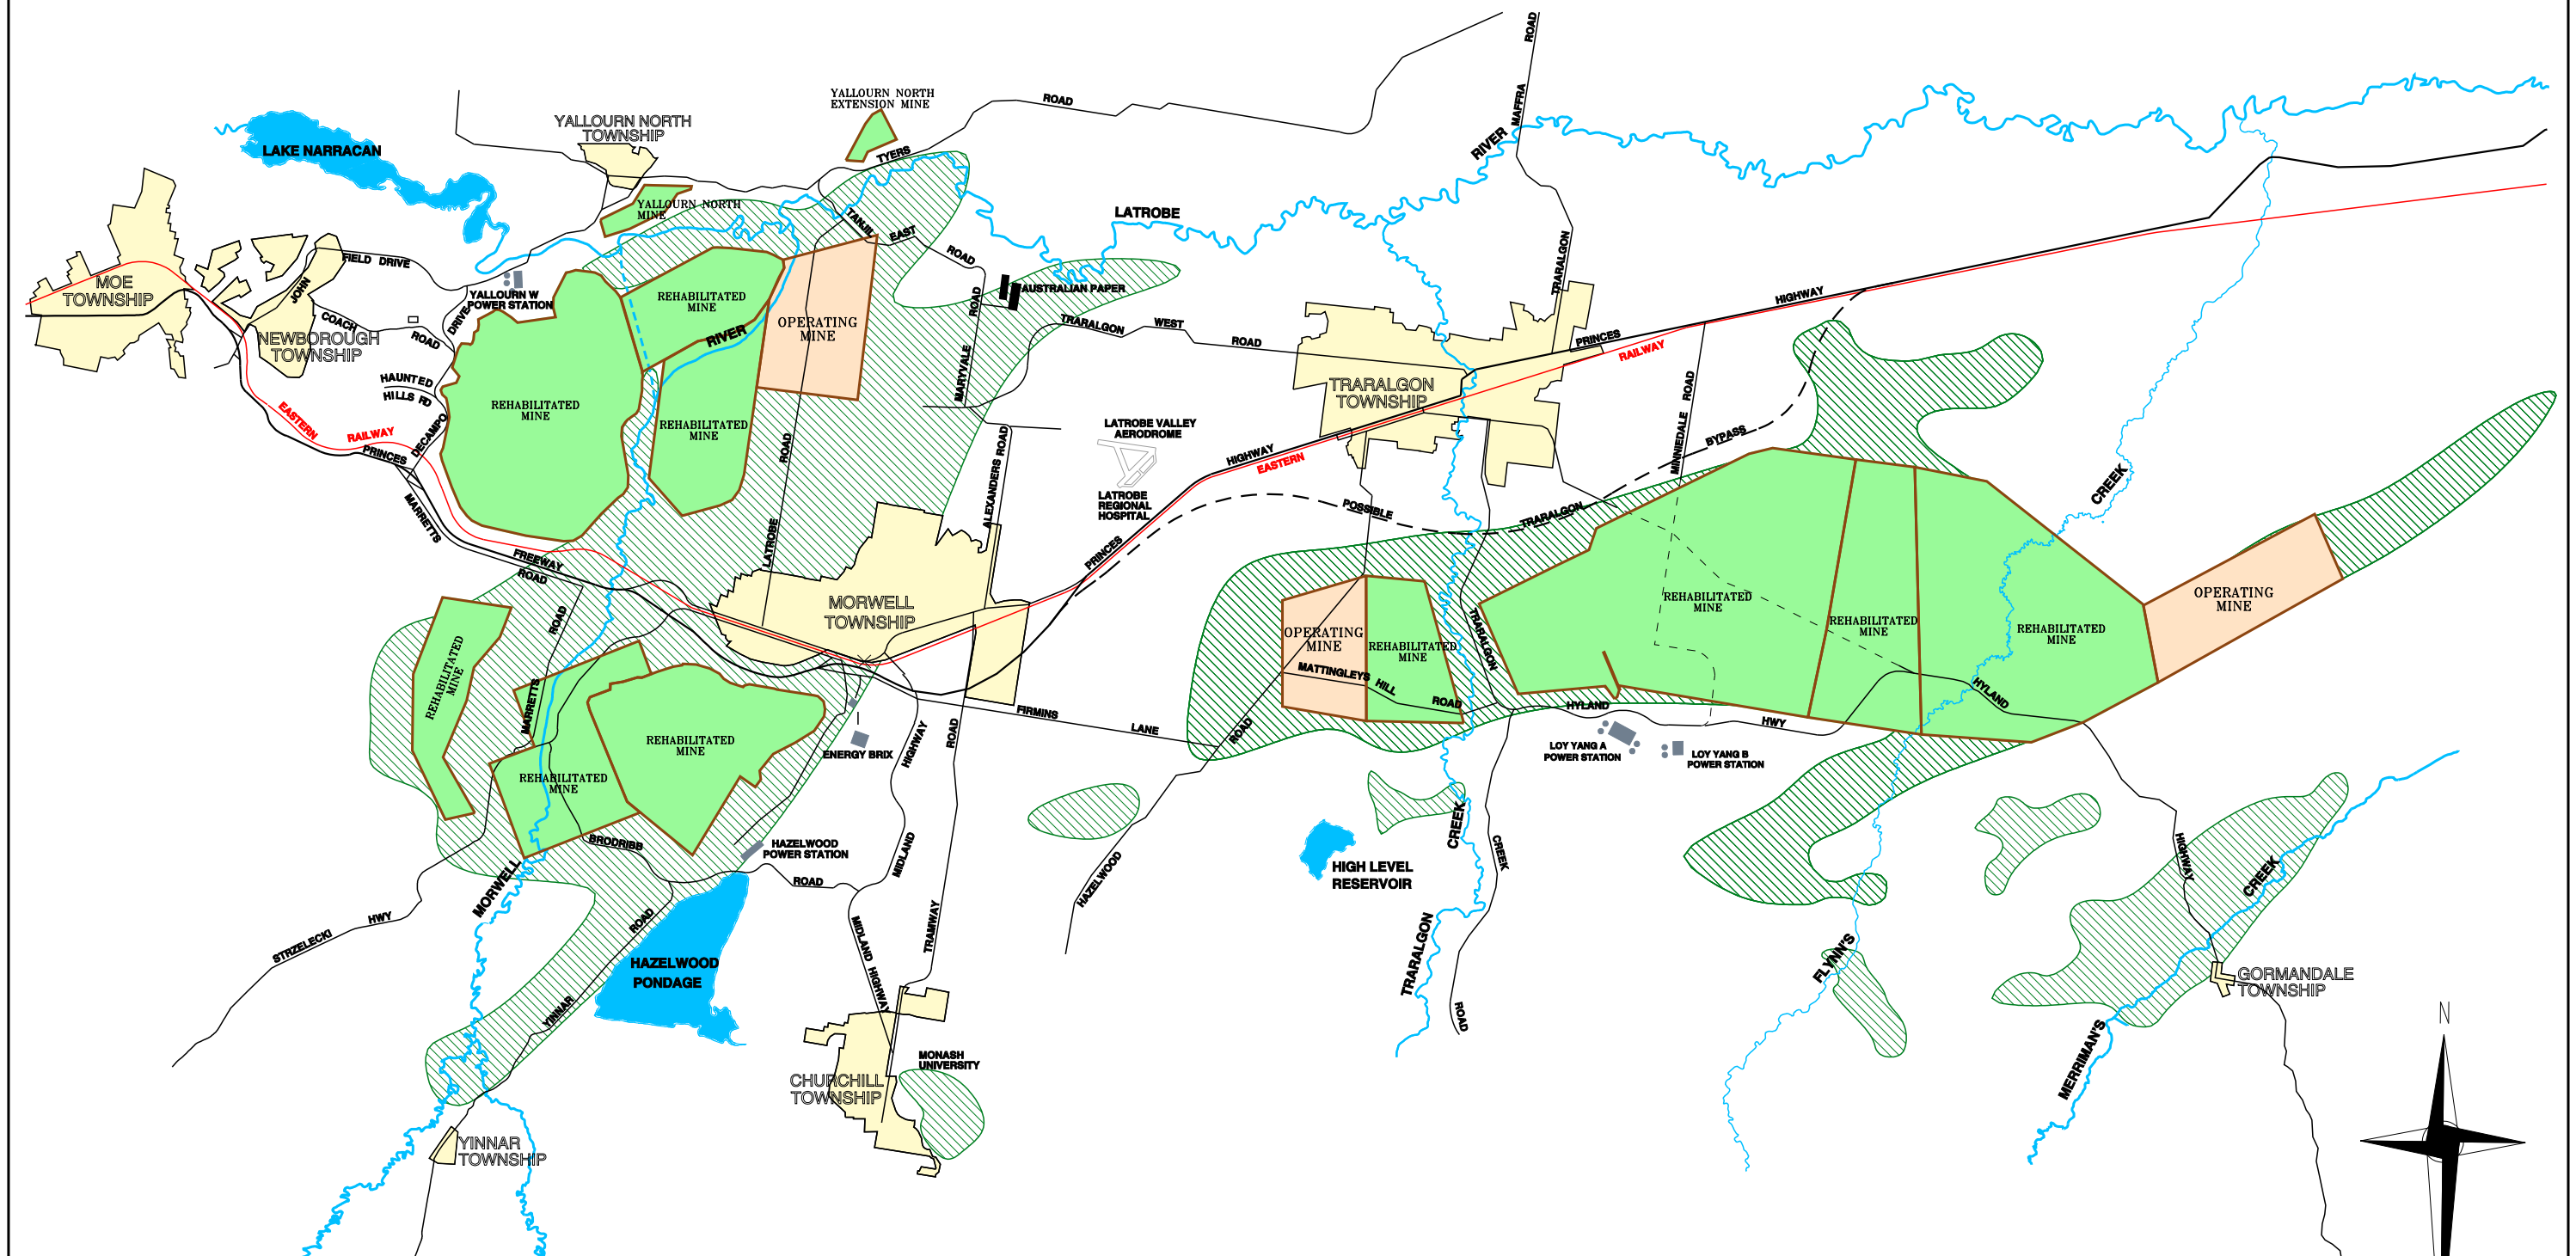 YALLOURN NORTH
EXTENSION MINE
ROAD
ROAD
MAFFRA
YALLOURN NORTH
TOWNSHIP
LAKE NARRACAN
TYERS
RIVER
YALLOURN NORTH
MINE
LATROBE
TANJIL
EAST
ROAD
FIELD DRIVE
JOHN
MOE
TOWNSHIP
YALLOURN W
POWER STATION
DRIVE
REHABILITATED
MINE
RIVER
OPERATING
MINE
ROAD
AUSTRALIAN PAPER
TRARALGON
HIGHWAY
COACH
ROAD
NEWBOROUGH
TOWNSHIP
TRARALGON WEST
ROAD
PRINCES
RAILWAY
HAUNTED
HILLS RD
MARYVALE
TRARALGON
TOWNSHIP
MINNIEDALE ROAD
REHABILITATED
MINE
DECAMPO
EASTERN
RAILWAY
PRINCES
REHABILITATED
MINE
ROAD
LATROBE VALLEY
AERODROME
ALEXANDERS ROAD
HIGHWAY
EASTERN
BYPASS
CREEK
LATROBE
REGIONAL
HOSPITAL
POSSIBLE
TRARALGON
MARRETTS
FREEWAY
ROAD
LATROBE
PRINCES
MORWELL
TOWNSHIP
ROAD
REHABILITATED
MINE
MARRETTS
OPERATING
MINE
REHABILITATED
MINE
TRARALGON
REHABILITATED
MINE
REHABILITATED
MINE
REHABILITATED
MINE
OPERATING
MINE
MATTINGLEYS HILL
ROAD
HYLAND
HWY
HYLAND
REHABILITATED
MINE
REHABILITATED
MINE
ENERGY BRIX
HIGHWAY
ROAD
FIRMINS
LANE
ROAD
LOY YANG A
POWER STATION
LOY YANG B
POWER STATION
BRODRIBB
HAZELWOOD
POWER STATION
ROAD
MIDLAND
HAZELWOOD
HIGH LEVEL
RESERVOIR
CREEK
CREEK
HIGHWAY
CREEK
MORWELL
STRZELECKI
HWY
ROAD
YINNAR
HAZELWOOD
PONDAGE
MIDLAND HIGHWAY
TRAMWAY
TRARALGON
ROAD
FLYNN'S
GORMANDALE
TOWNSHIP
MERRIMAN'S
MONASH
UNIVERSITY
CHURCHILL
TOWNSHIP
YINNAR
TOWNSHIP
N